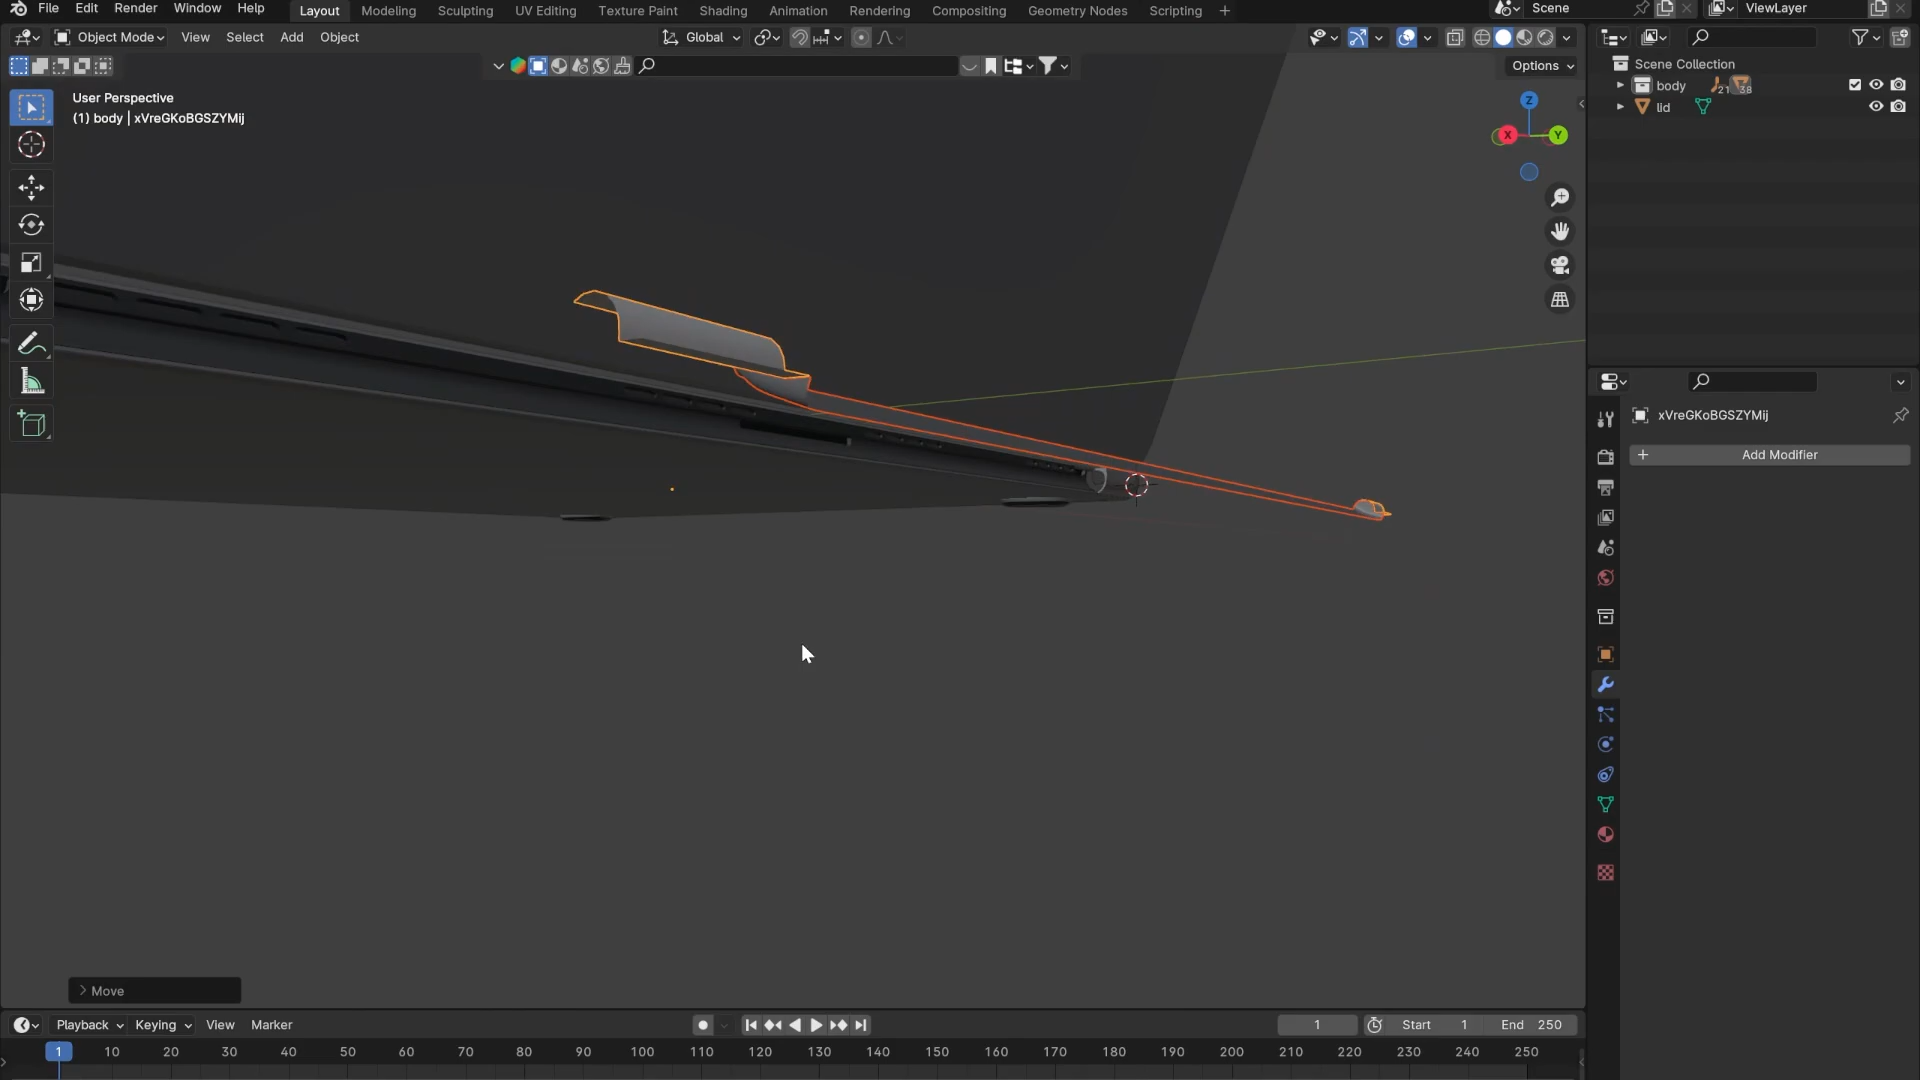 File Edit Render Window Help Layout Modeling Sculpting UV Editing Texture Paint Shading Animation Rendering Compositing Geometry Nodes Scripting + Scene ViewLayer
Object Mode View Select Add Object Global
Options
User Perspective
(1) body | xVreGKoBGSZYMij
Z
X
Y
Scene Collection
body 21 38
lid
xVreGKoBGSZYMij
+ Add Modifier
Move
Playback Keying View Marker 1 Start 1 End 250
1 10 20 30 40 50 60 70 80 90 100 110 120 130 140 150 160 170 180 190 200 210 220 230 240 250